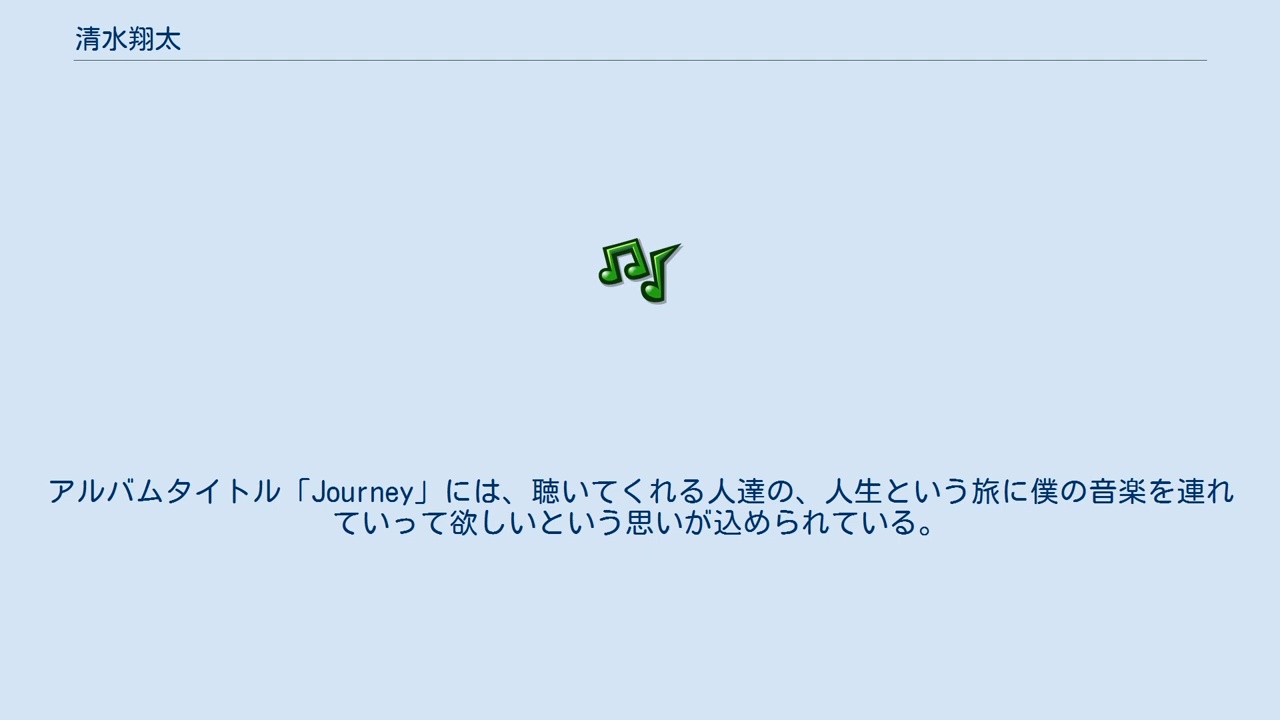 清水翔太
アルバムタイトル「Journey」には、聴いてくれる人達の、人生という旅に僕の音楽を連れ
ていって欲しいという思いが込められている。